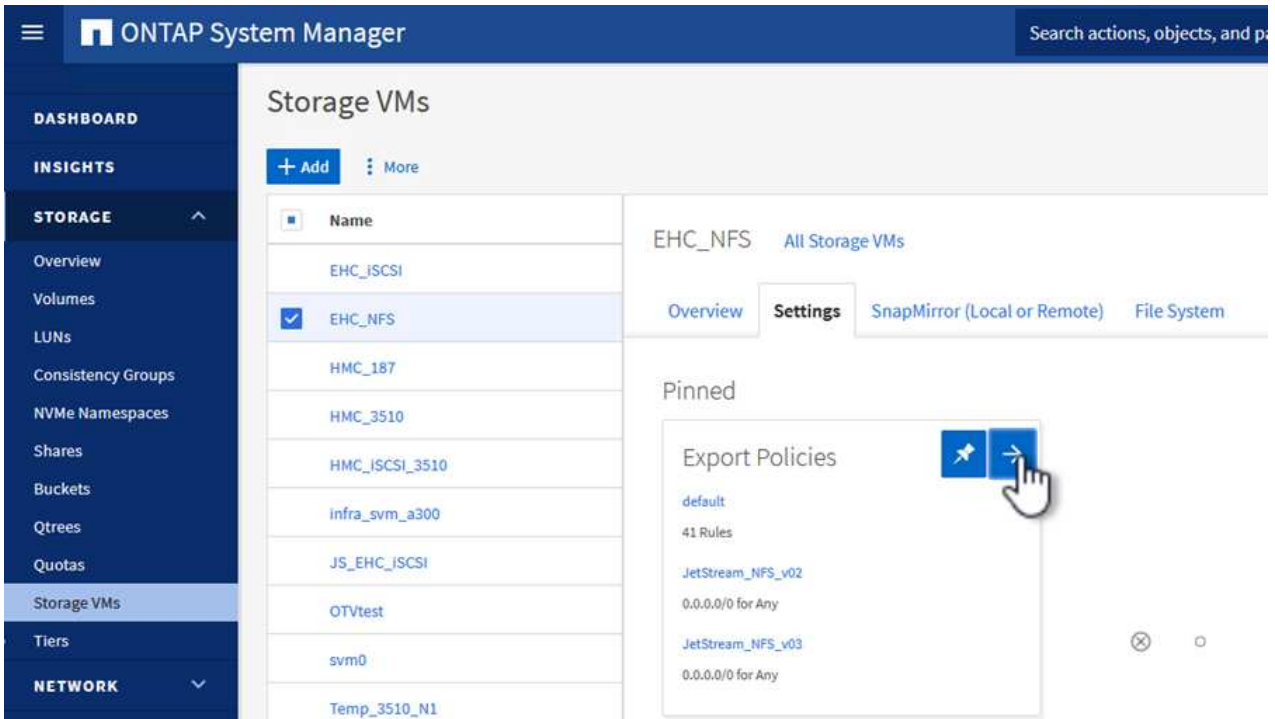 ONTAP System Manager
Search actions, objects, and pa
DASHBOARD
INSIGHTS
STORAGE
Overview
Volumes
LUNs
Consistency Groups
NVMe Namespaces
Shares
Buckets
Qtrees
Quotas
Storage VMs
Tiers
NETWORK
Storage VMs
+ Add
More
Name
EHC_iSCSI
EHC_NFS
HMC_187
HMC_3510
HMC_iSCSI_3510
infra_svm_a300
JS_EHC_iSCSI
OTVtest
svm0
Temp_3510_N1
EHC_NFS All Storage VMs
Overview Settings SnapMirror (Local or Remote) File System
Pinned
Export Policies
default
41 Rules
JetStream_NFS_v02
0.0.0.0/0 for Any
JetStream_NFS_v03
0.0.0.0/0 for Any